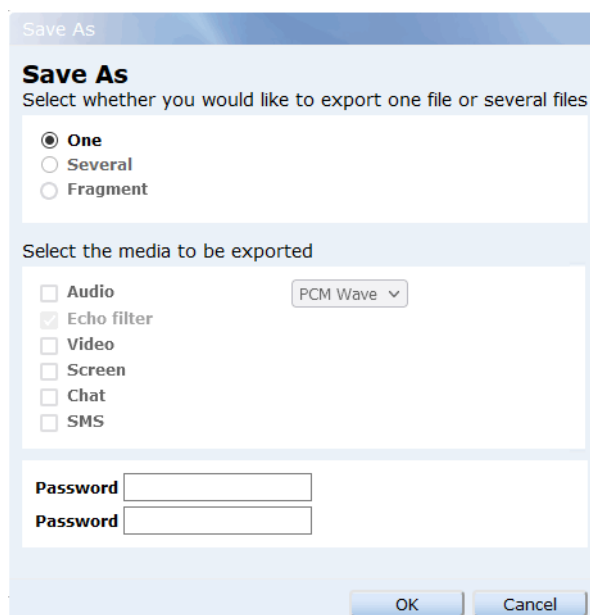 Save As
Save As
Select whether you would like to export one file or several files
One
Several
Fragment
Select the media to be exported
Audio PCM Wave
Echo filter
Video
Screen
Chat
SMS
Password
Password
OK Cancel